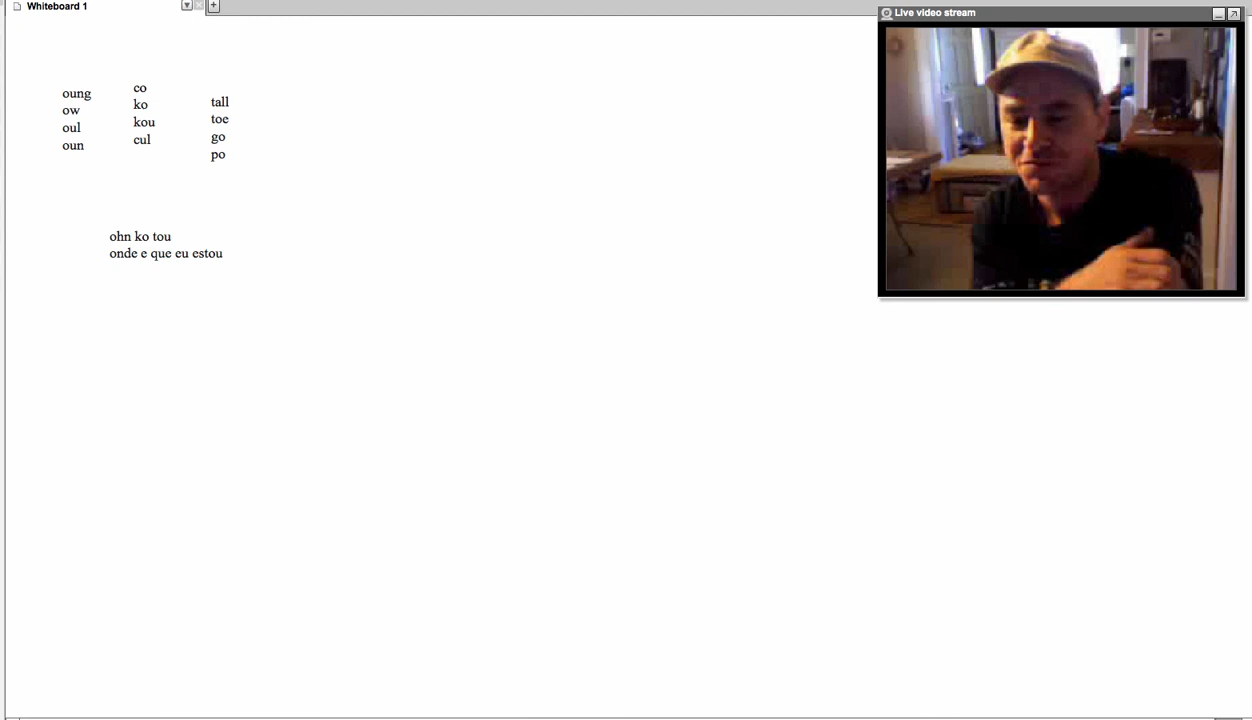 Whiteboard 1
Live video stream
oung
ow
oul
oun
co
ko
kou
cul
tall
toe
go
po
ohn ko tou
onde e que eu estou